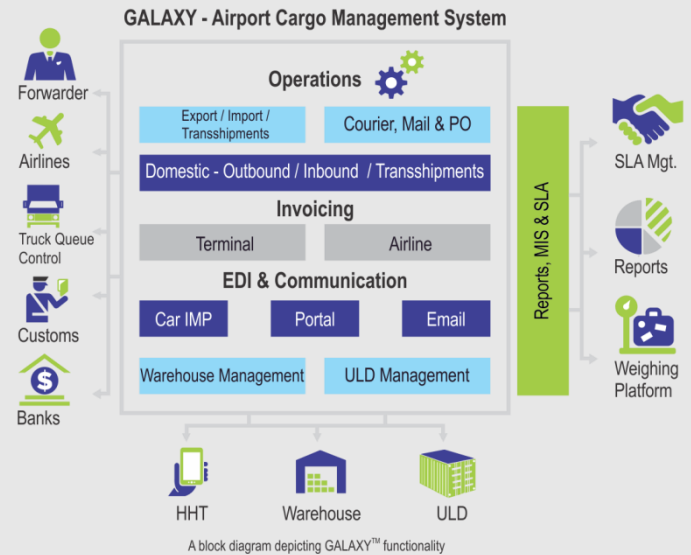 GALAXY - Airport Cargo Management System
Forwarder
Airlines
Truck Queue
Control
Customs
Banks
Operations
Export / Import /
Transshipments
Courier, Mail & PO
Domestic - Outbound / Inbound / Transshipments
Invoicing
Terminal
Airline
EDI & Communication
Car IMP
Portal
Email
Warehouse Management
ULD Management
Reports, MIS & SLA
SLA Mgt.
Reports
Weighing
Platform
HHT
Warehouse
ULD
A block diagram depicting GALAXY™ functionality